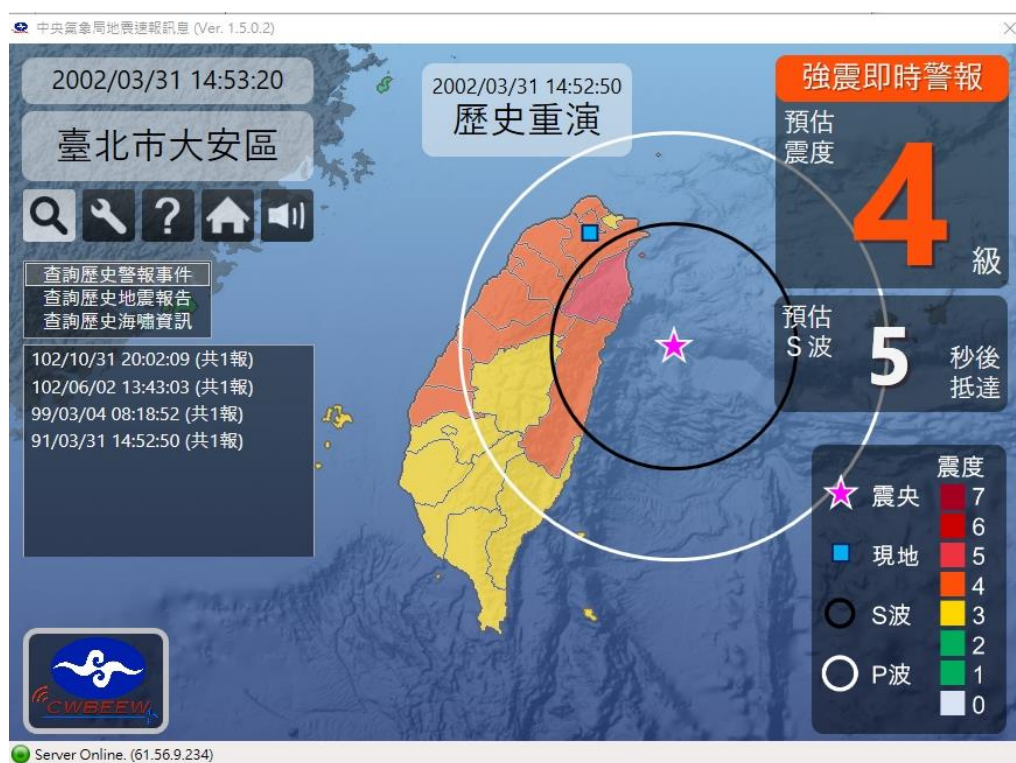 中央氣象局地震速報訊息 (Ver. 1.5.0.2)
2002/03/31 14:53:20
臺北市大安區
2002/03/31 14:52:50
歷史重演
強震即時警報
預估
震度
4
級
預估
S波
5
秒後
抵達
查詢歷史警報事件
查詢歷史地震報告
查詢歷史海嘯資訊
102/10/31 20:02:09 (共1報)
102/06/02 13:43:03 (共1報)
99/03/04 08:18:52 (共1報)
91/03/31 14:52:50 (共1報)
震度
震央
現地
S波
P波
7
6
5
4
3
2
1
0
CWBEEW
Server Online. (61.56.9.234)